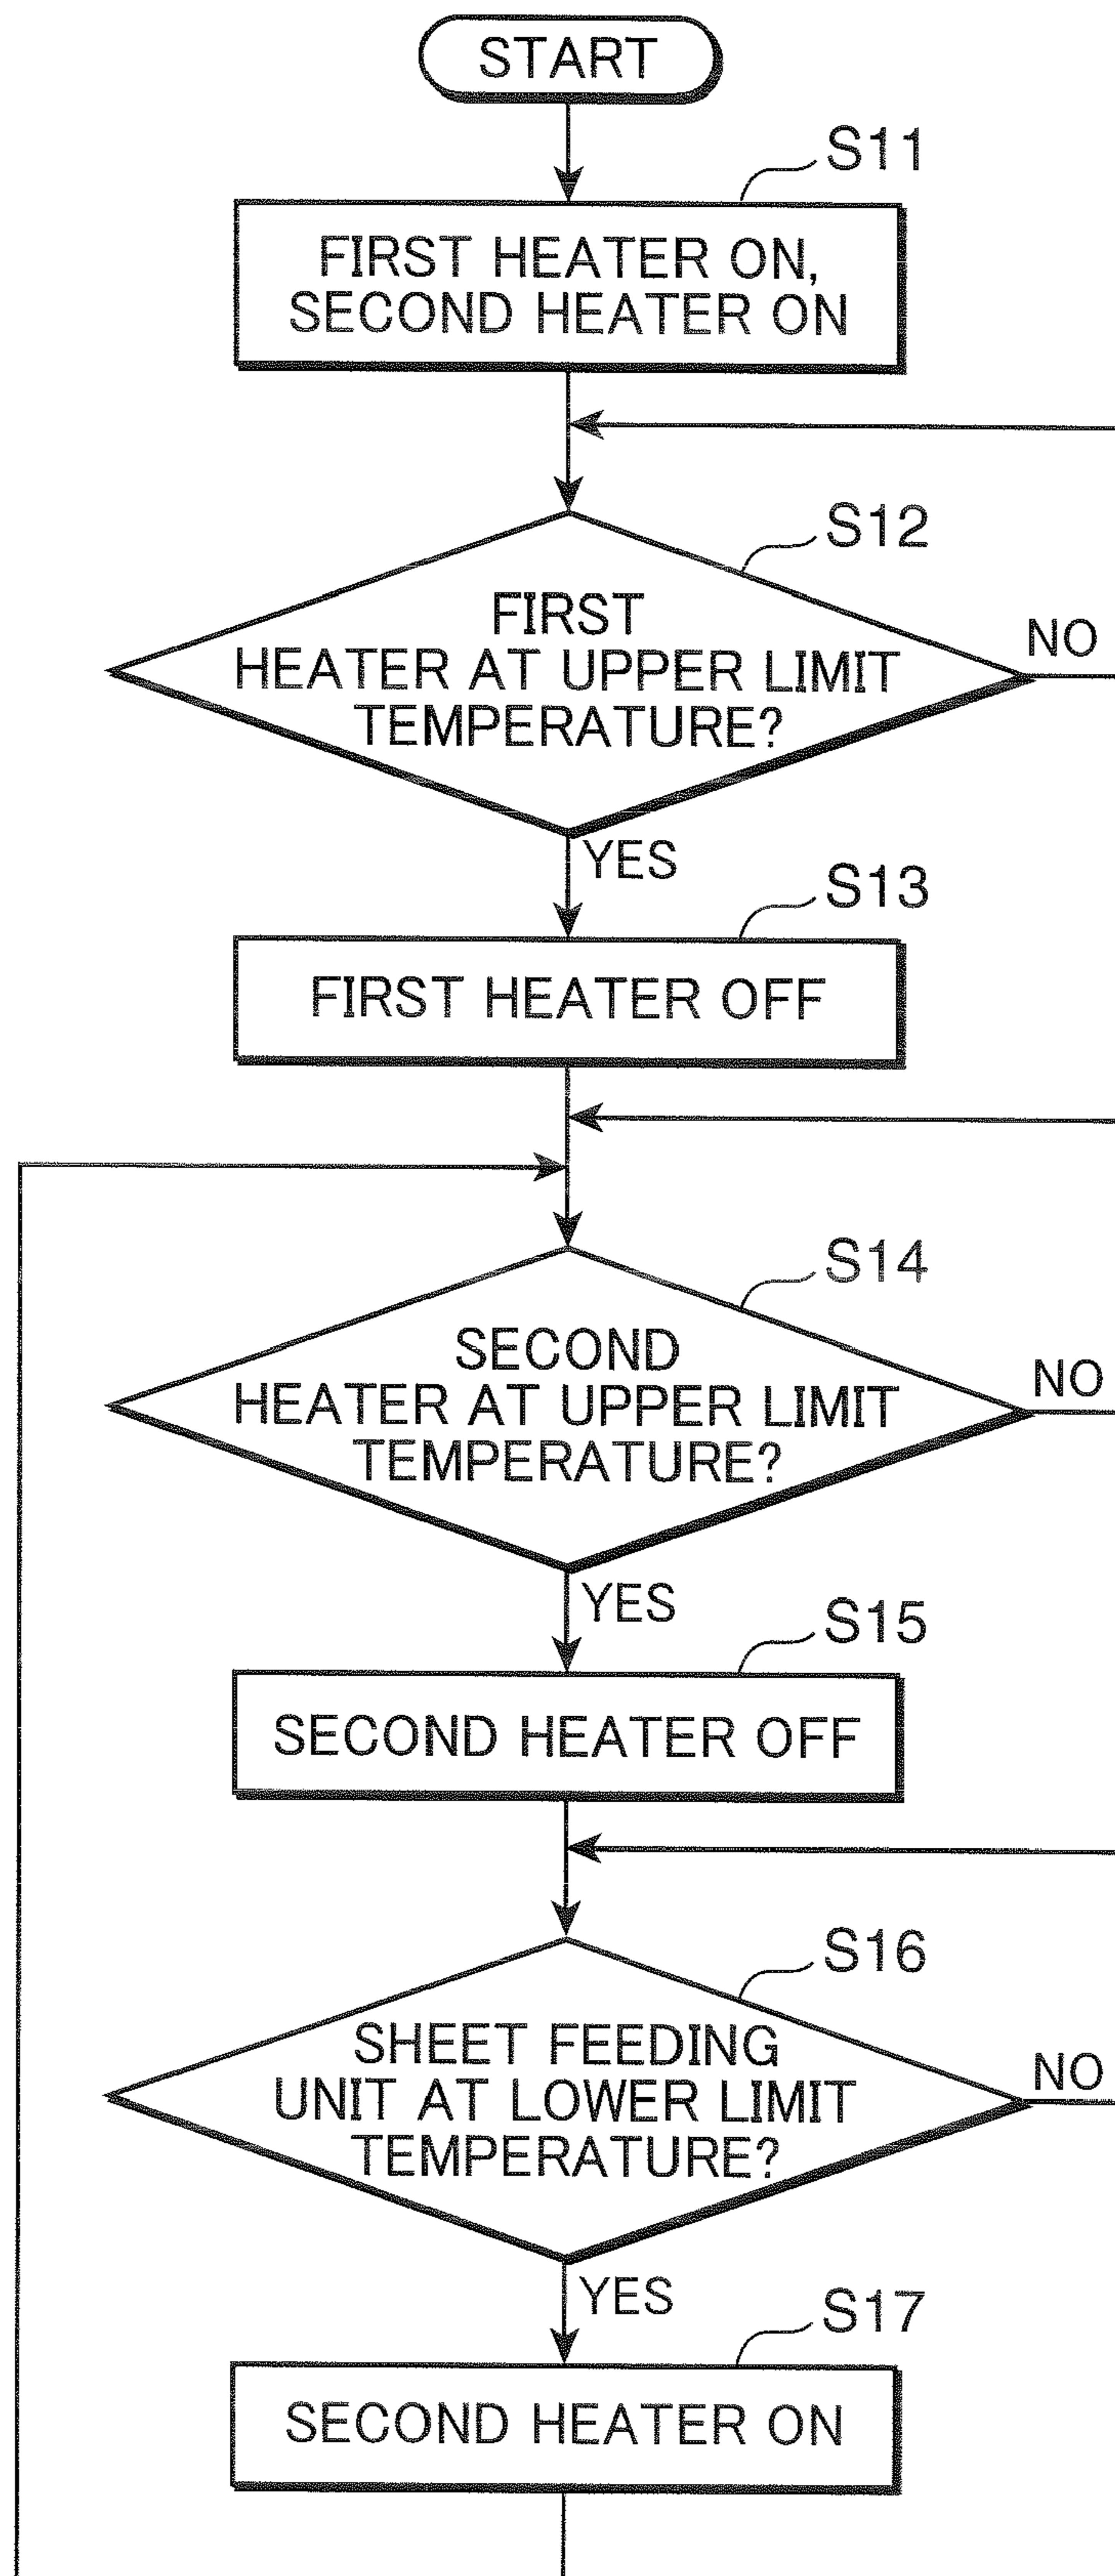 START
S11
FIRST HEATER ON,
SECOND HEATER ON
S12
FIRST
HEATER AT UPPER LIMIT
TEMPERATURE?
NO
YES
S13
FIRST HEATER OFF
S14
SECOND
HEATER AT UPPER LIMIT
TEMPERATURE?
NO
YES
S15
SECOND HEATER OFF
S16
SHEET FEEDING
UNIT AT LOWER LIMIT
TEMPERATURE?
NO
YES
S17
SECOND HEATER ON